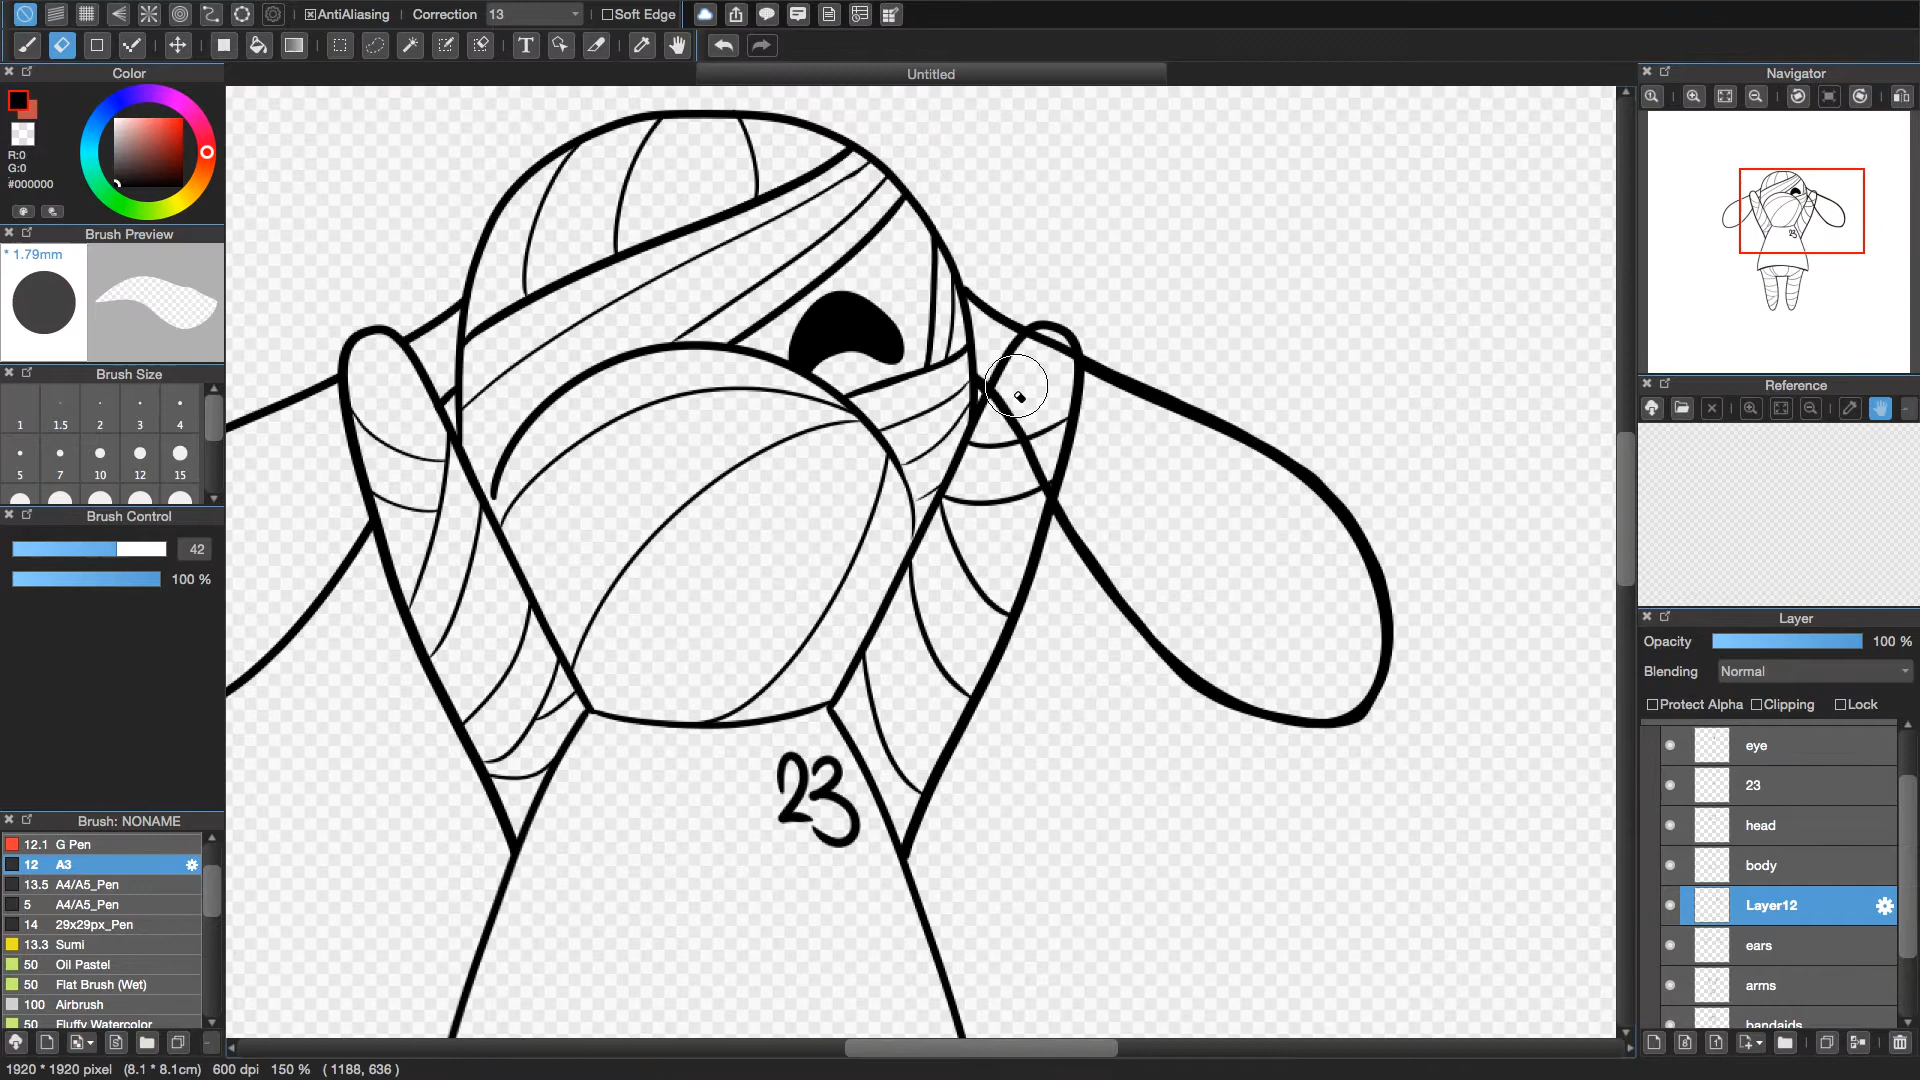 AntiAliasing Correction 13 Soft Edge
T
Untitled
Color
R:0
G:0
#000000
Brush Preview
* 1.79mm
Brush Size
1 1.5 2 3 4
5 7 10 12 15
Brush Control
42
100 %
Brush: NONAME
12.1 G Pen
12 A3
13.5 A4/A5_Pen
5 A4/A5_Pen
14 29x29px_Pen
13.3 Sumi
50 Oil Pastel
50 Flat Brush (Wet)
100 Airbrush
50 Fluffy Watercolor
23
Navigator
23
Reference
Layer
Opacity 100 %
Blending Normal
Protect Alpha Clipping Lock
eye
23
head
body
Layer12
ears
arms
bandaids
1920 * 1920 pixel (8.1 * 8.1cm) 600 dpi 150 % ( 1188, 636 )